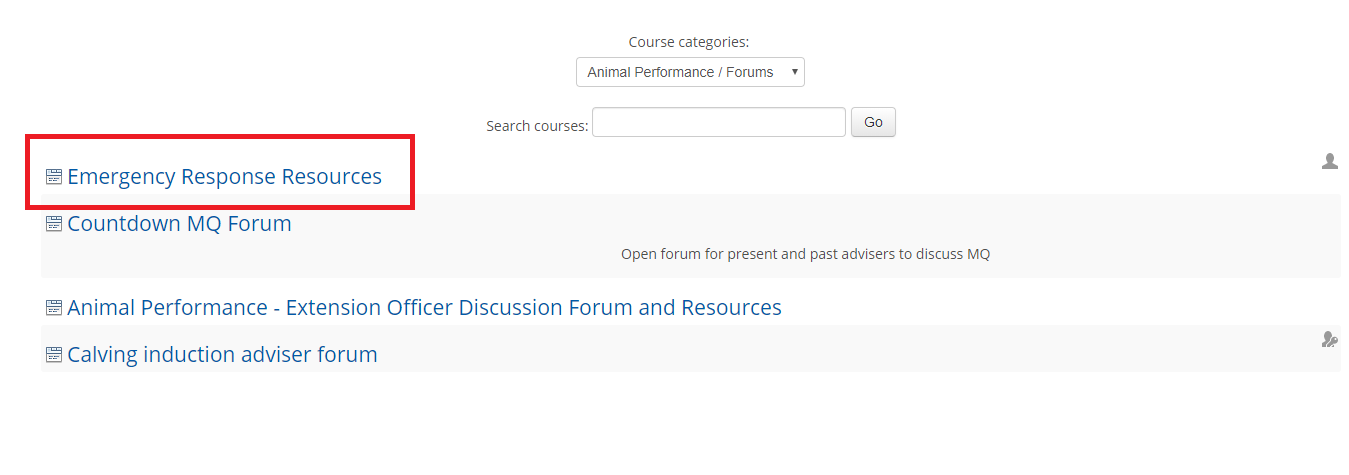 Course categories:
Animal Performance / Forums
Search courses:
Go
Emergency Response Resources
Countdown MQ Forum
Open forum for present and past advisers to discuss MQ
Animal Performance - Extension Officer Discussion Forum and Resources
Calving induction adviser forum